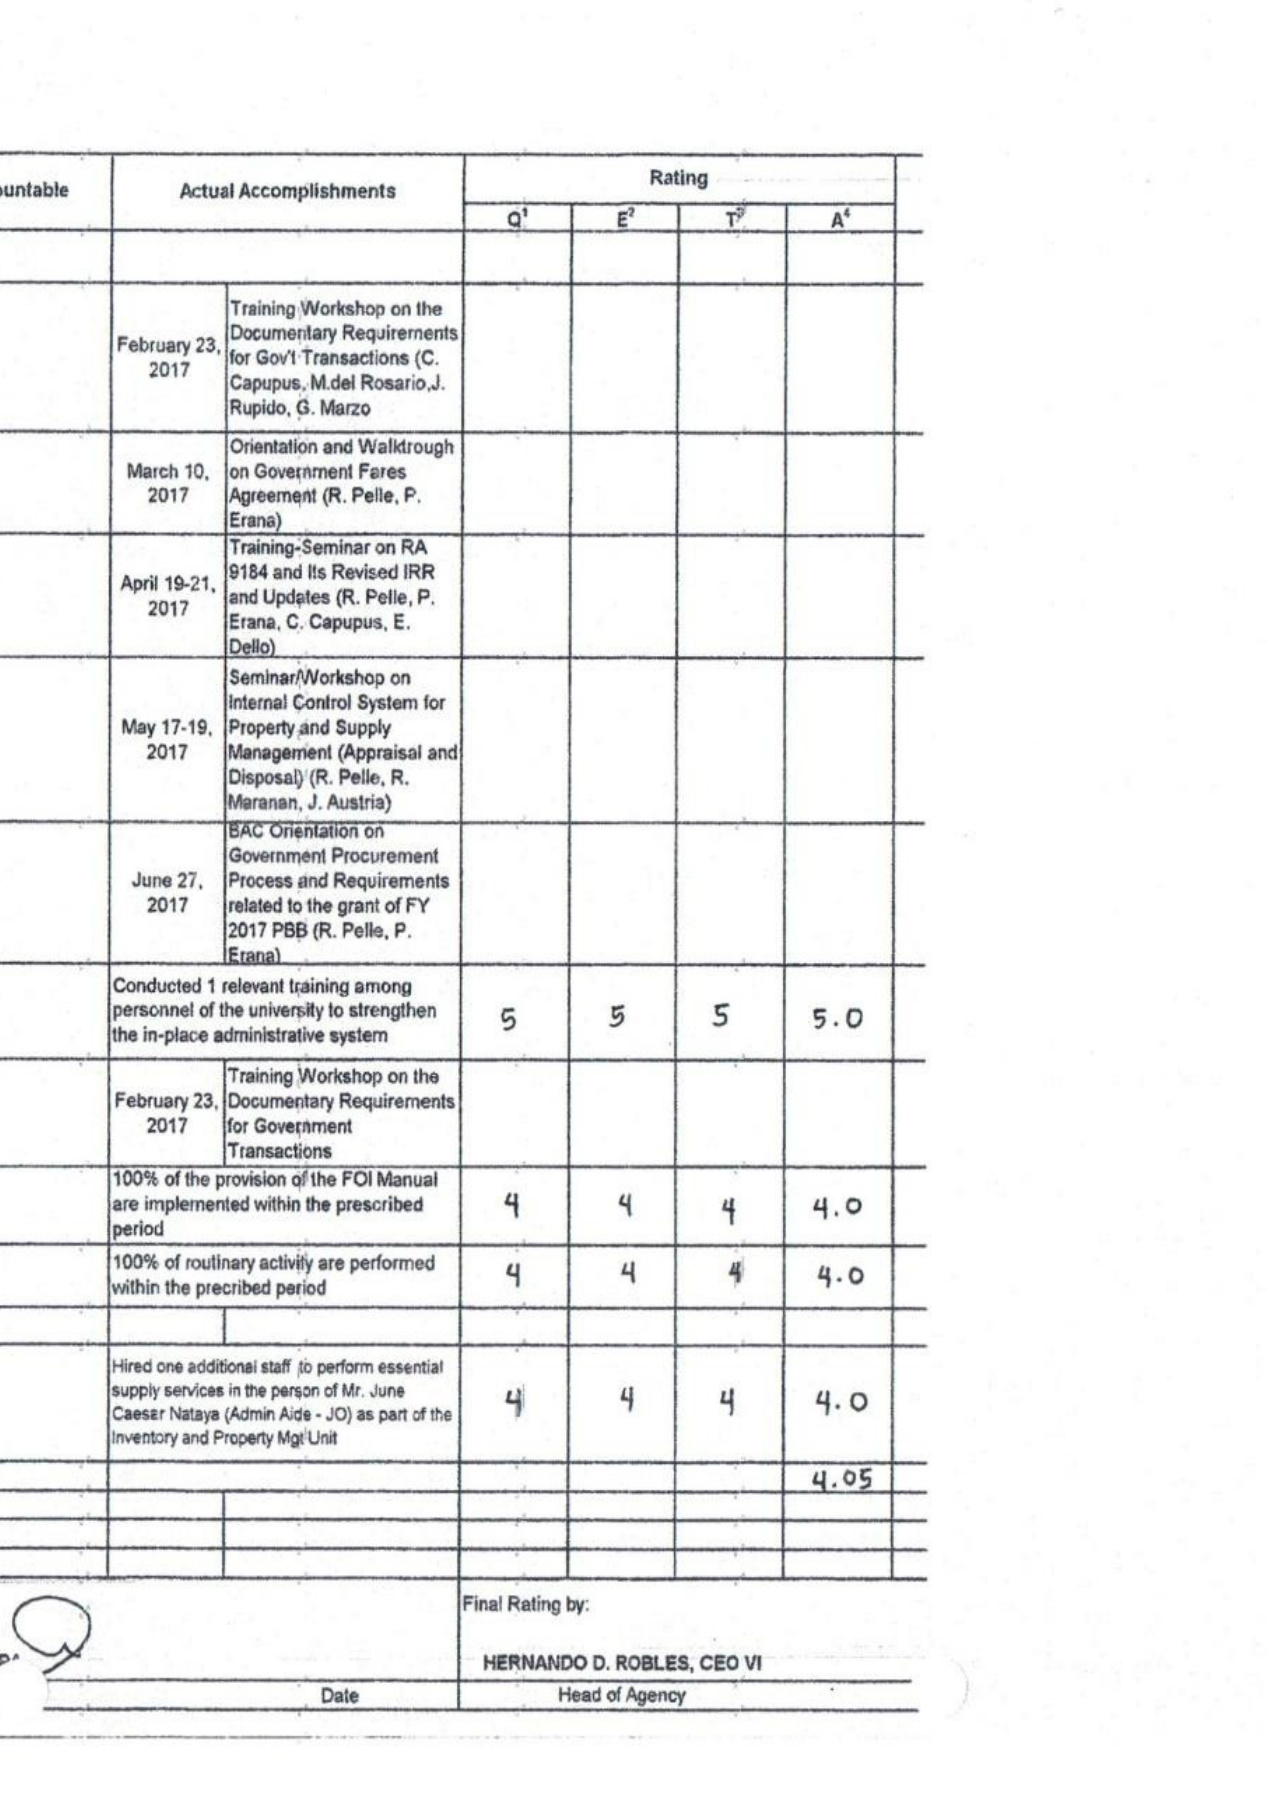 ountable
Actual Accomplishments
Rating
Q¹ E² T³ A⁴
February 23,
2017
Training Workshop on the
Documentary Requirements
for Gov't Transactions (C.
Capupus, M.del Rosario,J.
Rupido, G. Marzo
March 10,
2017
Orientation and Walktrough
on Government Fares
Agreement (R. Pelle, P.
Erana)
April 19-21,
2017
Training-Seminar on RA
9184 and Its Revised IRR
and Updates (R. Pelle, P.
Erana, C. Capupus, E.
Dello)
May 17-19,
2017
Seminar/Workshop on
Internal Control System for
Property and Supply
Management (Appraisal and
Disposal) (R. Pelle, R.
Maranan, J. Austria)
June 27,
2017
BAC Orientation on
Government Procurement
Process and Requirements
related to the grant of FY
2017 PBB (R. Pelle, P.
Erana)
Conducted 1 relevant training among
personnel of the university to strengthen
the in-place administrative system
5 5 5 5.0
February 23,
2017
Training Workshop on the
Documentary Requirements
for Government
Transactions
100% of the provision of the FOI Manual
are implemented within the prescribed
period
4 4 4 4.0
100% of routinary activity are performed
within the precribed period
4 4 4 4.0
Hired one additional staff to perform essential
supply services in the person of Mr. June
Caesar Nataya (Admin Aide - JO) as part of the
Inventory and Property Mgt Unit
4 4 4 4.0
4.05
Final Rating by:
HERNANDO D. ROBLES, CEO VI
Date
Head of Agency